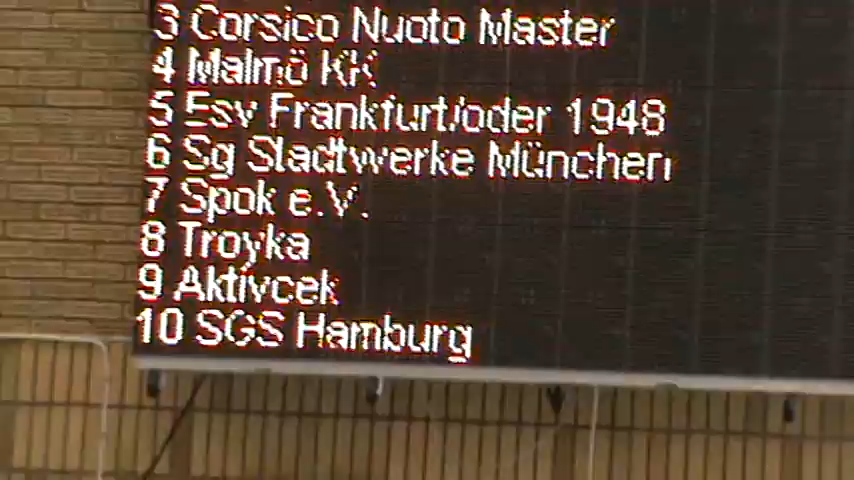 3 Corsico Nuoto Master
4 Malmö KK
5 Esv Frankfurt/oder 1948
6 Sg Stadtwerke München
7 Spok e.V.
8 Troyka
9 Aktivcek
10 SGS Hamburg